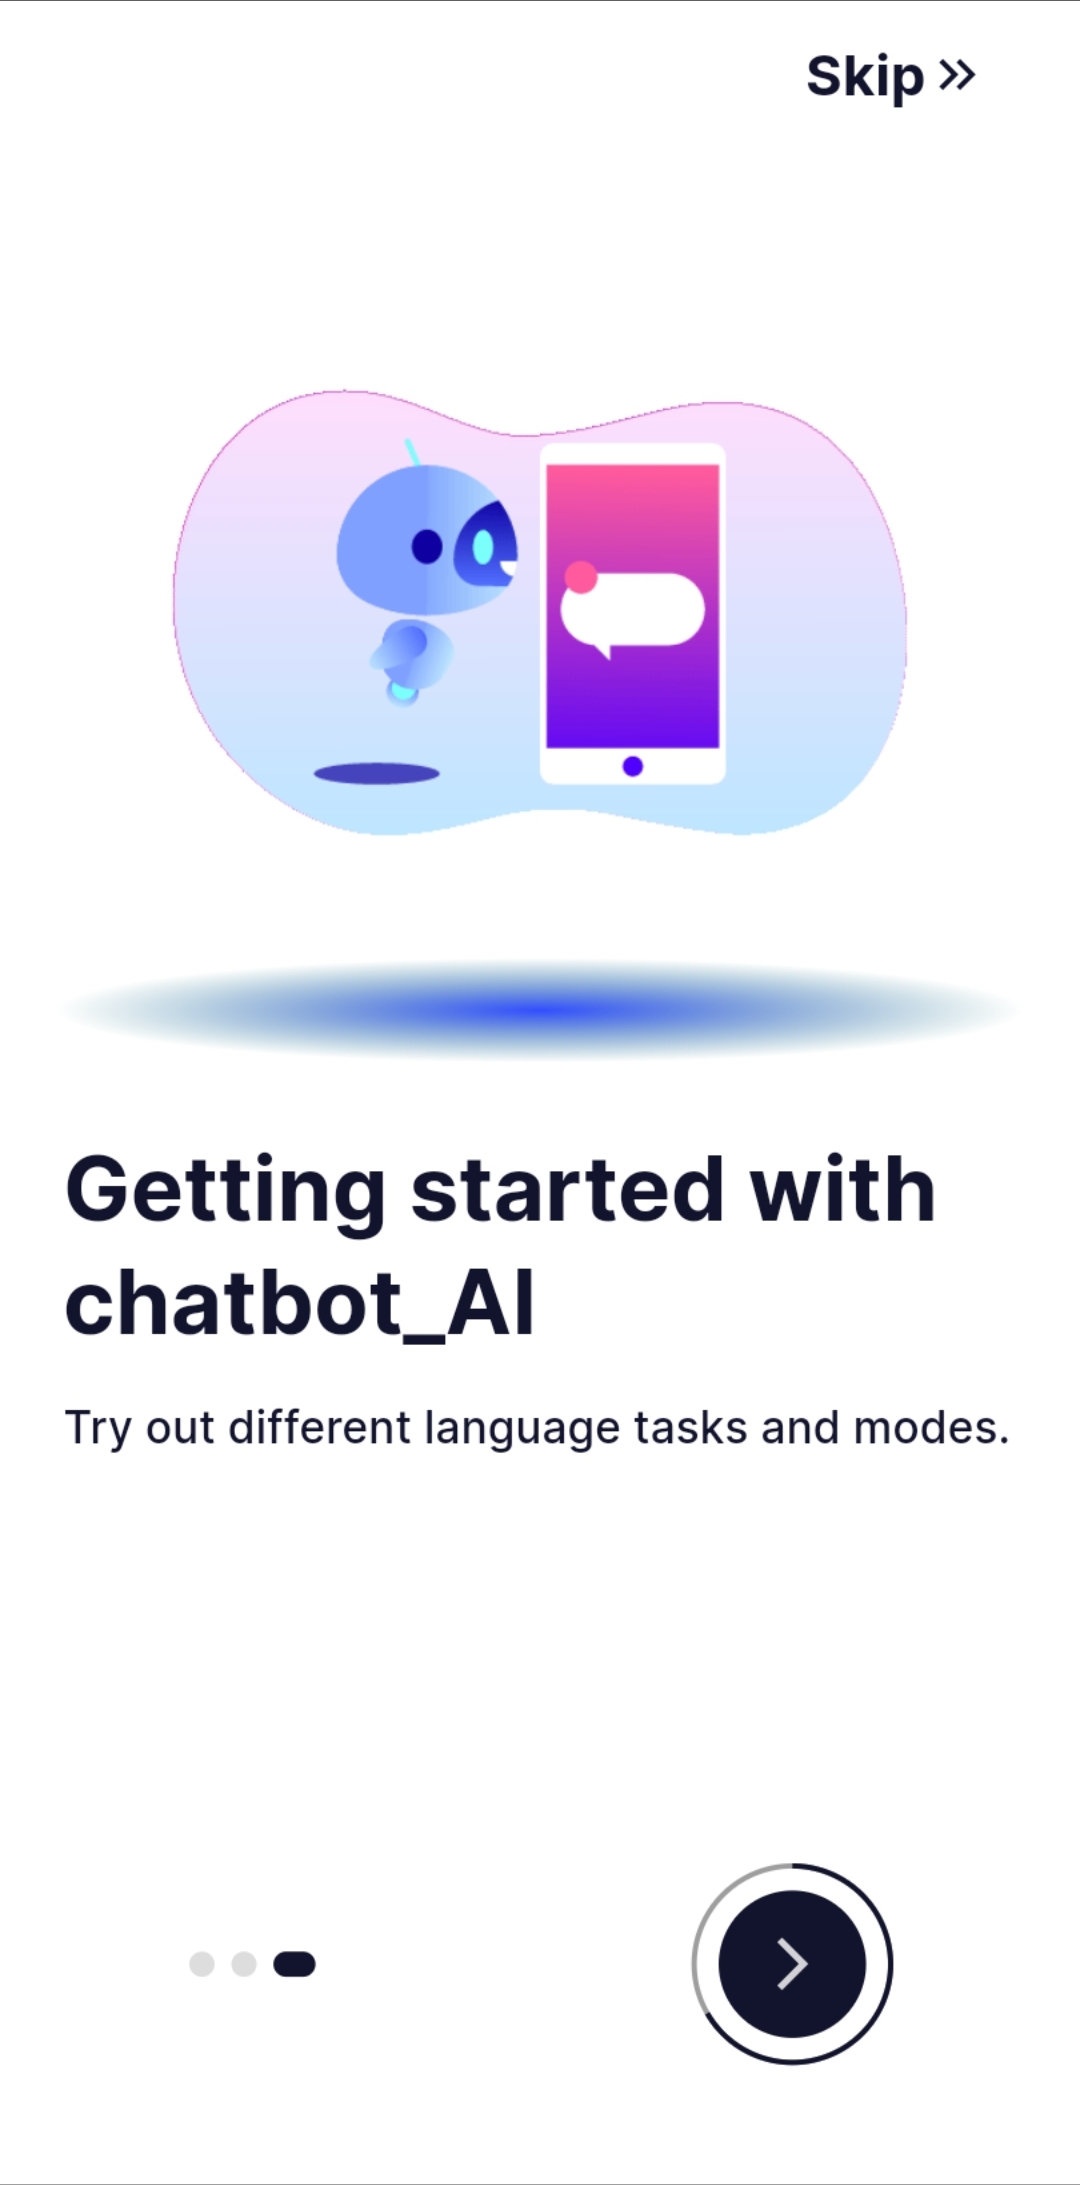 Skip
Getting started with
chatbot_AI
Try out different language tasks and modes.